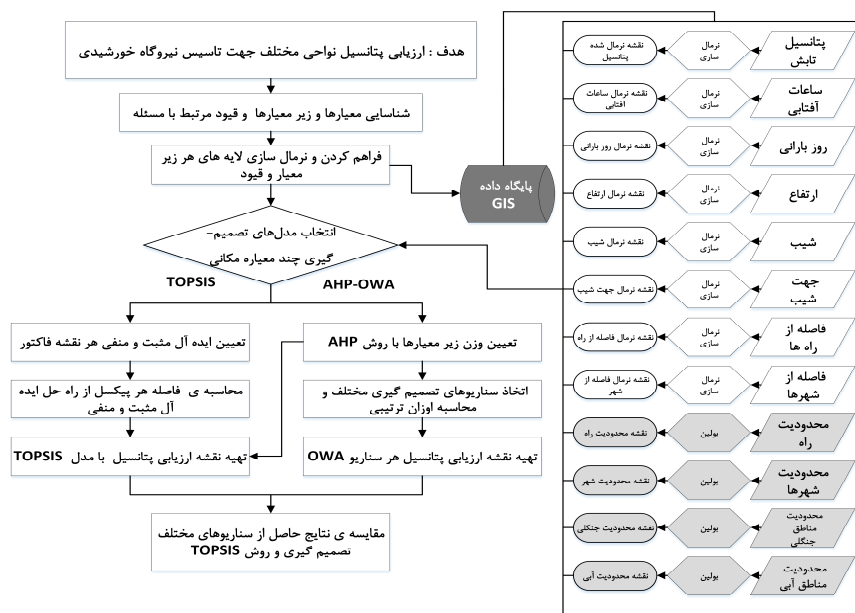 هدف : ارزیابی پتانسیل نواحی مختلف جهت تاسیس نیروگاه خورشیدی
شناسایی معیارها و زیر معیارها و قیود مرتبط با مسئله
فراهم کردن و نرمال سازی لایه های هر زیر
معیار و قیود
پایگاه داده
GIS
انتخاب مدل‌های تصمیم-
گیری چند معیاره مکانی
TOPSIS
AHP-OWA
تعیین وزن زیر معیارها با روش AHP
اتخاذ سناریوهای تصمیم گیری مختلف و
محاسبه اوزان ترتیبی
تهیه نقشه ارزیابی پتانسیل هر سناریو OWA
تعیین ایده آل مثبت و منفی هر نقشه فاکتور
محاسبه ی فاصله هر پیکسل از راه حل ایده
آل مثبت و منفی
تهیه نقشه ارزیابی پتانسیل با مدل TOPSIS
مقایسه ی نتایج حاصل از سناریوهای مختلف
تصمیم گیری و روش TOPSIS
پتانسیل
تابش
نرمال
سازی
نقشه نرمال شده
پتانسیل
ساعات
آفتابی
نرمال
سازی
نقشه نرمال ساعات
آفتابی
روز بارانی
نرمال
سازی
نقشه نرمال روز بارانی
ارتفاع
نرمال
سازی
نقشه نرمال ارتفاع
شیب
نرمال
سازی
نقشه نرمال شیب
جهت
شیب
نرمال
سازی
نقشه نرمال جهت شیب
فاصله از
راه ها
نرمال
سازی
نقشه نرمال فاصله از راه
فاصله از
شهرها
نرمال
سازی
نقشه نرمال فاصله از
شهر
محدودیت
راه
بولین
نقشه محدودیت راه
محدودیت
شهرها
بولین
نقشه محدودیت شهر
محدودیت
مناطق
جنگلی
بولین
نقشه محدودیت جنگلی
محدودیت
مناطق آبی
بولین
نقشه محدودیت آبی